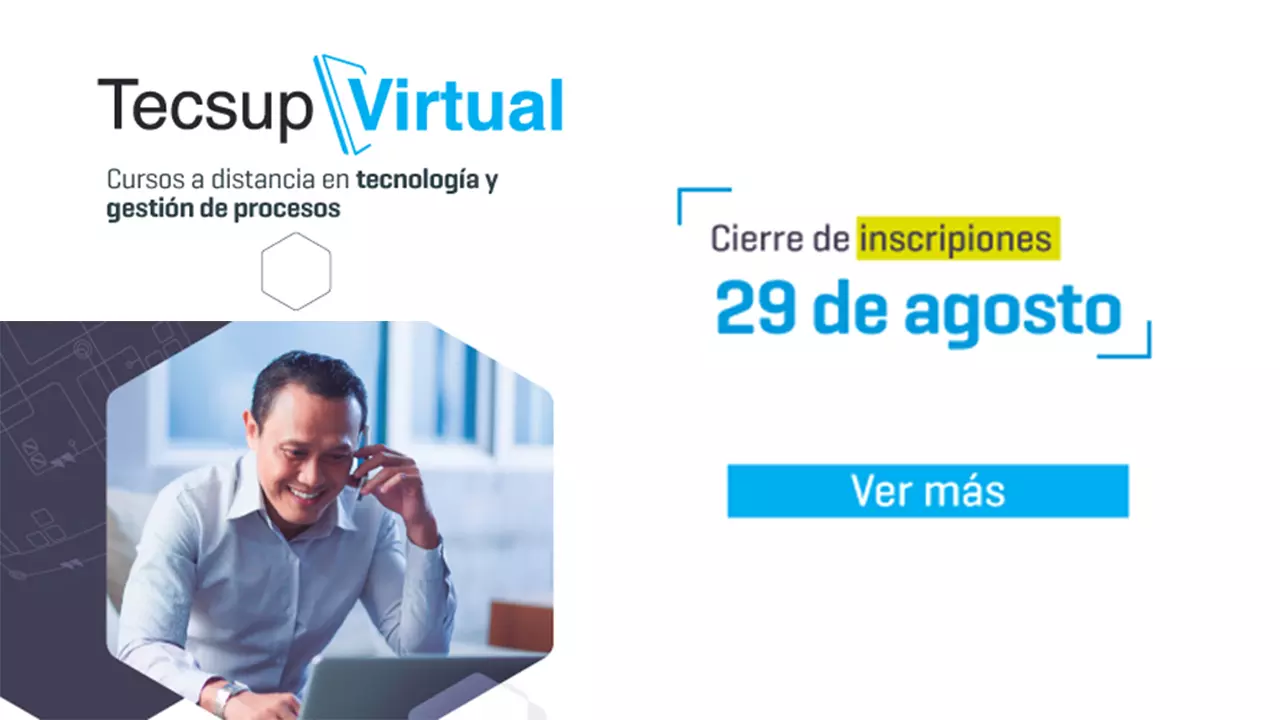 Tecsup Virtual
Cursos a distancia en tecnología y
gestión de procesos
Cierre de inscripiones
29 de agosto
Ver más